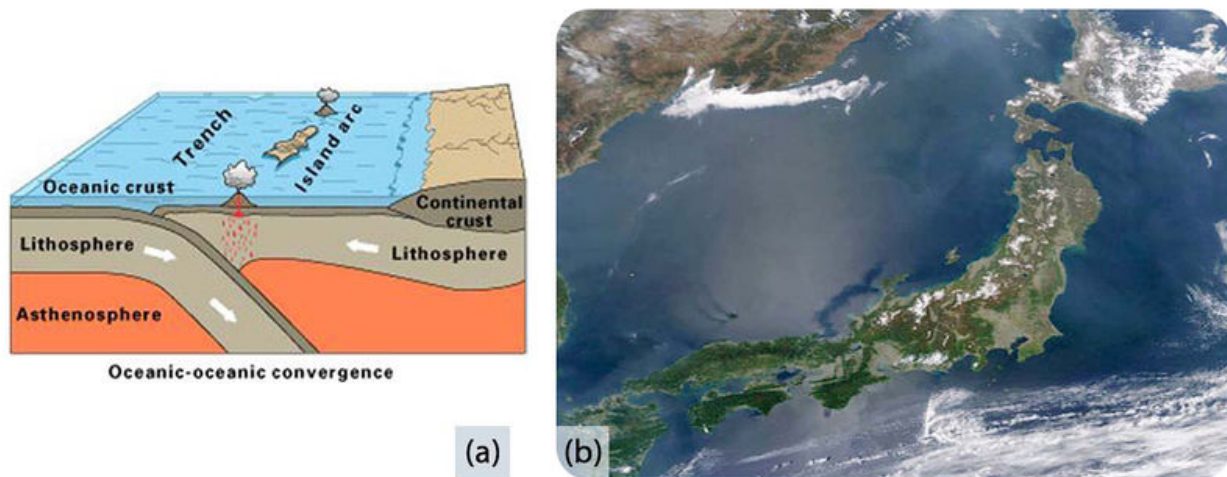 Trench
Island arc
Oceanic crust
Continental
crust
Lithosphere
Lithosphere
Asthenosphere
Oceanic-oceanic convergence
(a)
(b)